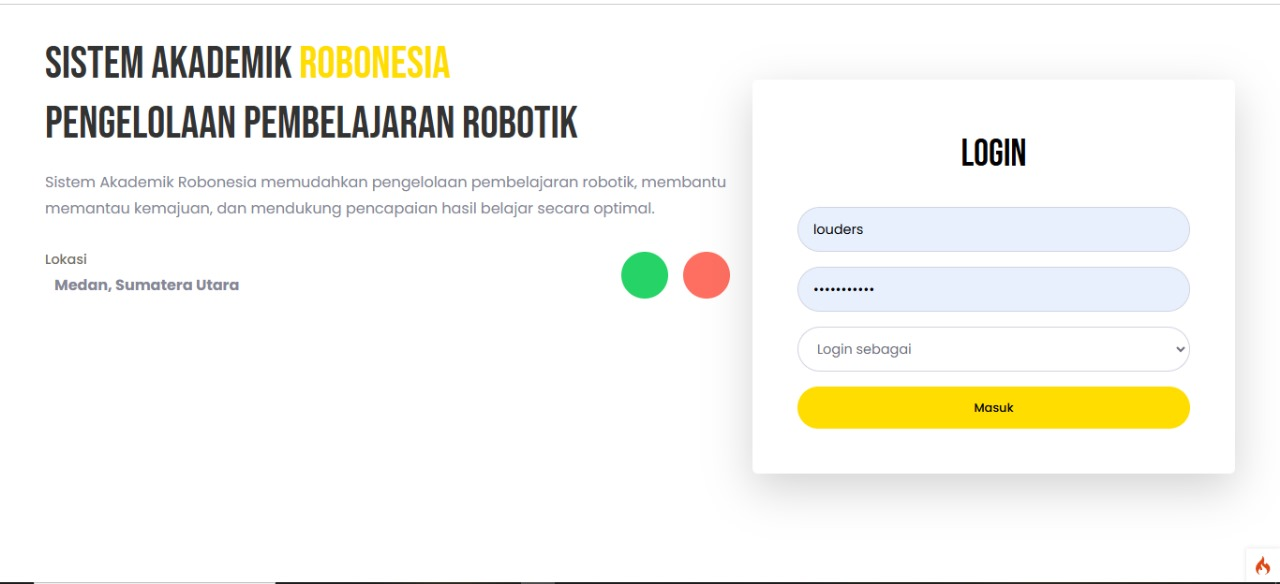 SISTEM AKADEMIK ROBONESIA
PENGELOLAAN PEMBELAJARAN ROBOTIK
Sistem Akademik Robonesia memudahkan pengelolaan pembelajaran robotik, membantu
memantau kemajuan, dan mendukung pencapaian hasil belajar secara optimal.
Lokasi
Medan, Sumatera Utara
LOGIN
louders
•••••••••••
Login sebagai
Masuk